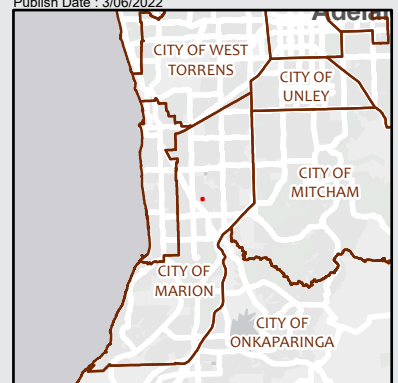 Publish Date : 3/06/2022
CITY OF WEST
TORRENS
CITY OF
UNLEY
CITY OF
MITCHAM
CITY OF
MARION
CITY OF
ONKAPARINGA